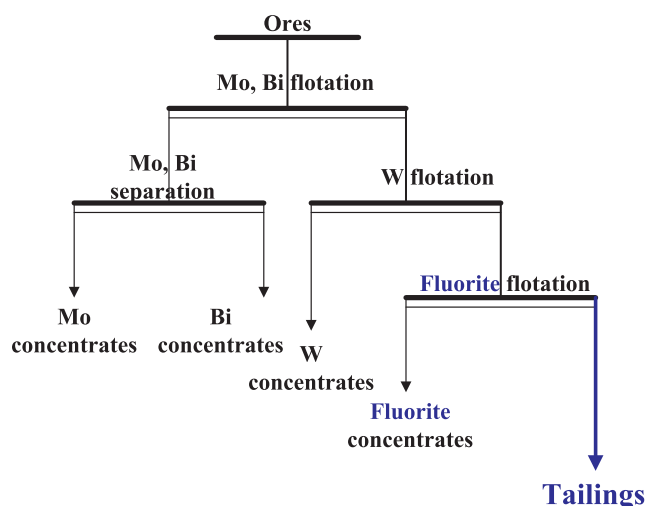 Ores
Mo, Bi flotation
Mo, Bi
separation
W flotation
Fluorite flotation
Mo
concentrates
Bi
concentrates
W
concentrates
Fluorite
concentrates
Tailings